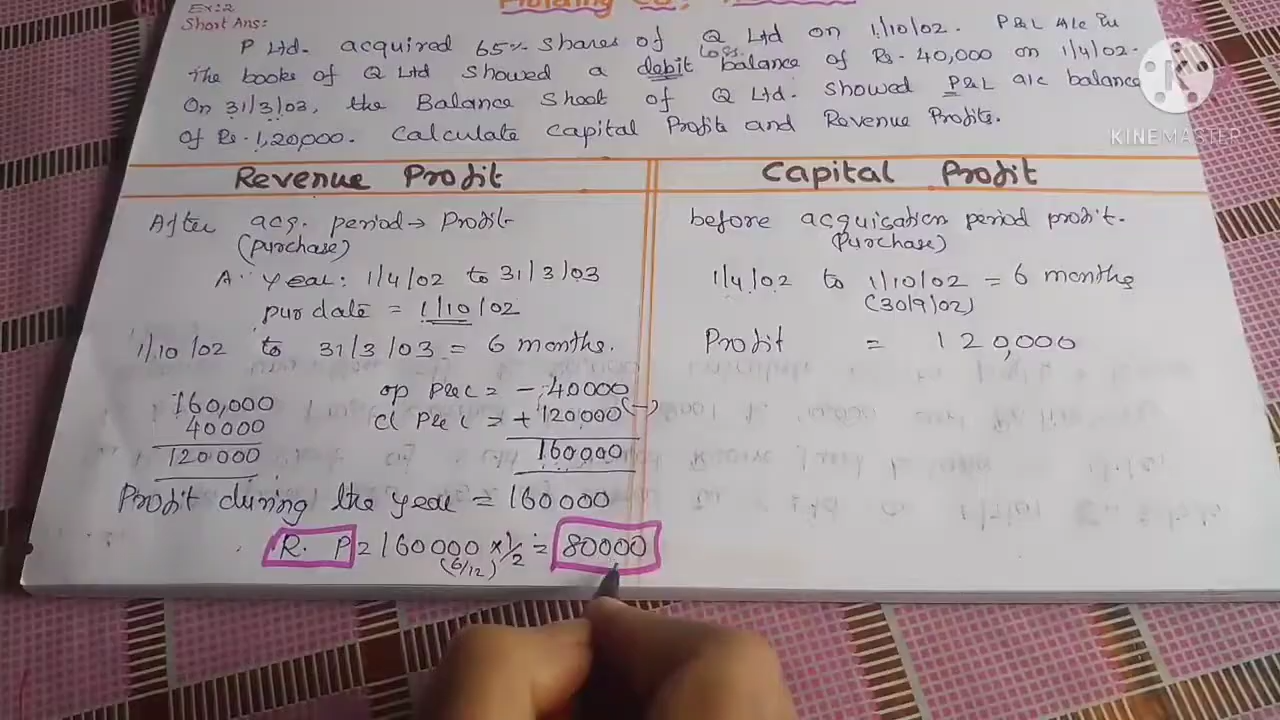 Ex:2
Short Ans:
P Ltd. acquired 65% shares of Q Ltd on 1/10/02. P&L A/c in
loss
the books of Q Ltd showed a debit balance of Rs. 40,000 on 1/4/02.
On 31/3/03, the Balance Sheet of Q Ltd. showed P&L a/c balance
of Rs. 1,20,000. Calculate Capital Profit and Revenue Profits.
KINEMASTER
Revenue Profit
After acq. period → Profit
(purchase)
A" year: 1/4/02 to 31/3/03
pur date = 1/10/02
1/10/02 to 31/3/03 = 6 months.
op P&L = - 40000
cl P&L = + 120,000 (-)
160000
160,000
40000
120000
Profit during the year = 160000
R. P = 160000 × 1/2 = 80000
(6/12)
Capital Profit
before acquisation period profit.
(purchase)
1/4/02 to 1/10/02 = 6 months
(30/9/02)
Profit = 120,000